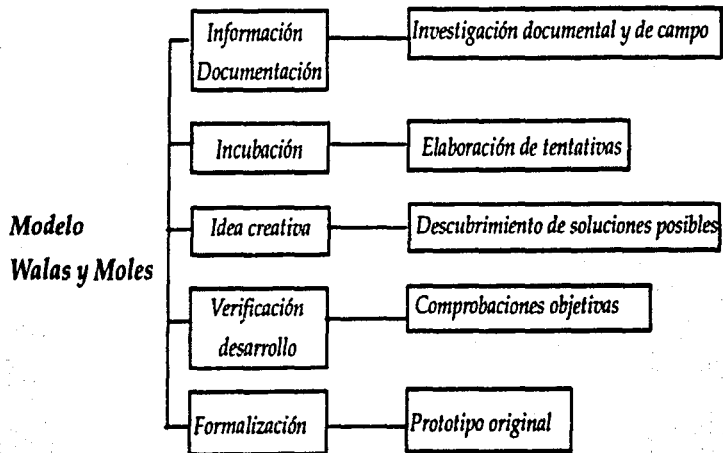 Modelo
Walas y Moles
Información
Documentación
Investigación documental y de campo
Incubación
Elaboración de tentativas
Idea creativa
Descubrimiento de soluciones posibles
Verificación
desarrollo
Comprobaciones objetivas
Formalización
Prototipo original